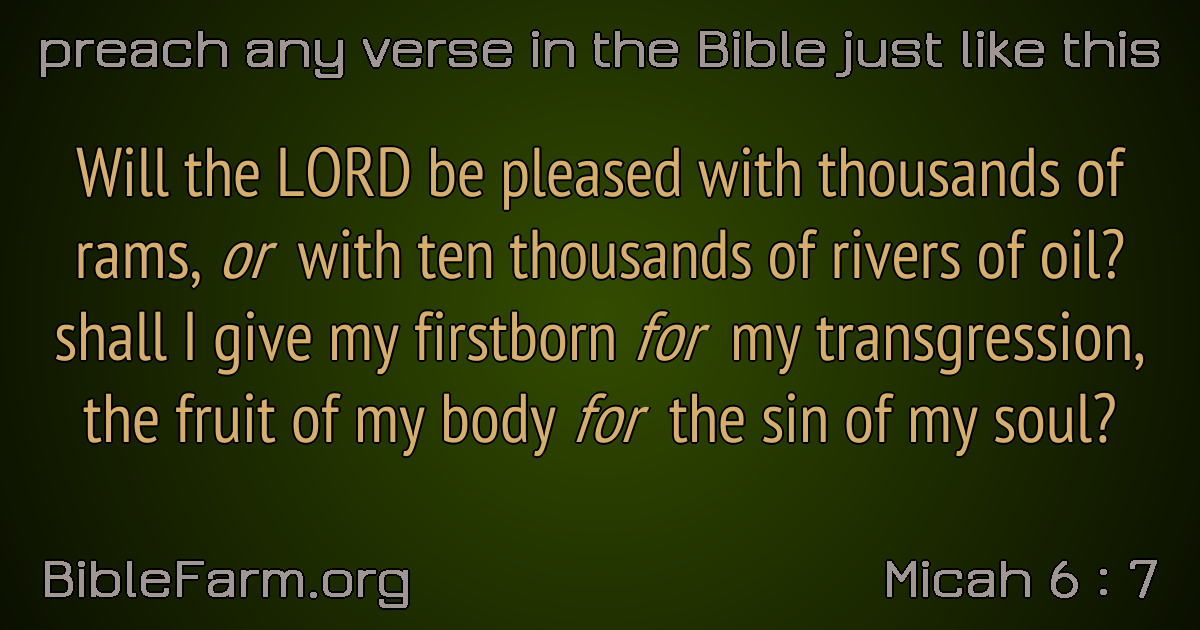 preach any verse in the Bible just like this
Will the LORD be pleased with thousands of
rams, or with ten thousands of rivers of oil?
shall I give my firstborn for my transgression,
the fruit of my body for the sin of my soul?
BibleFarm.org
Micah 6 : 7